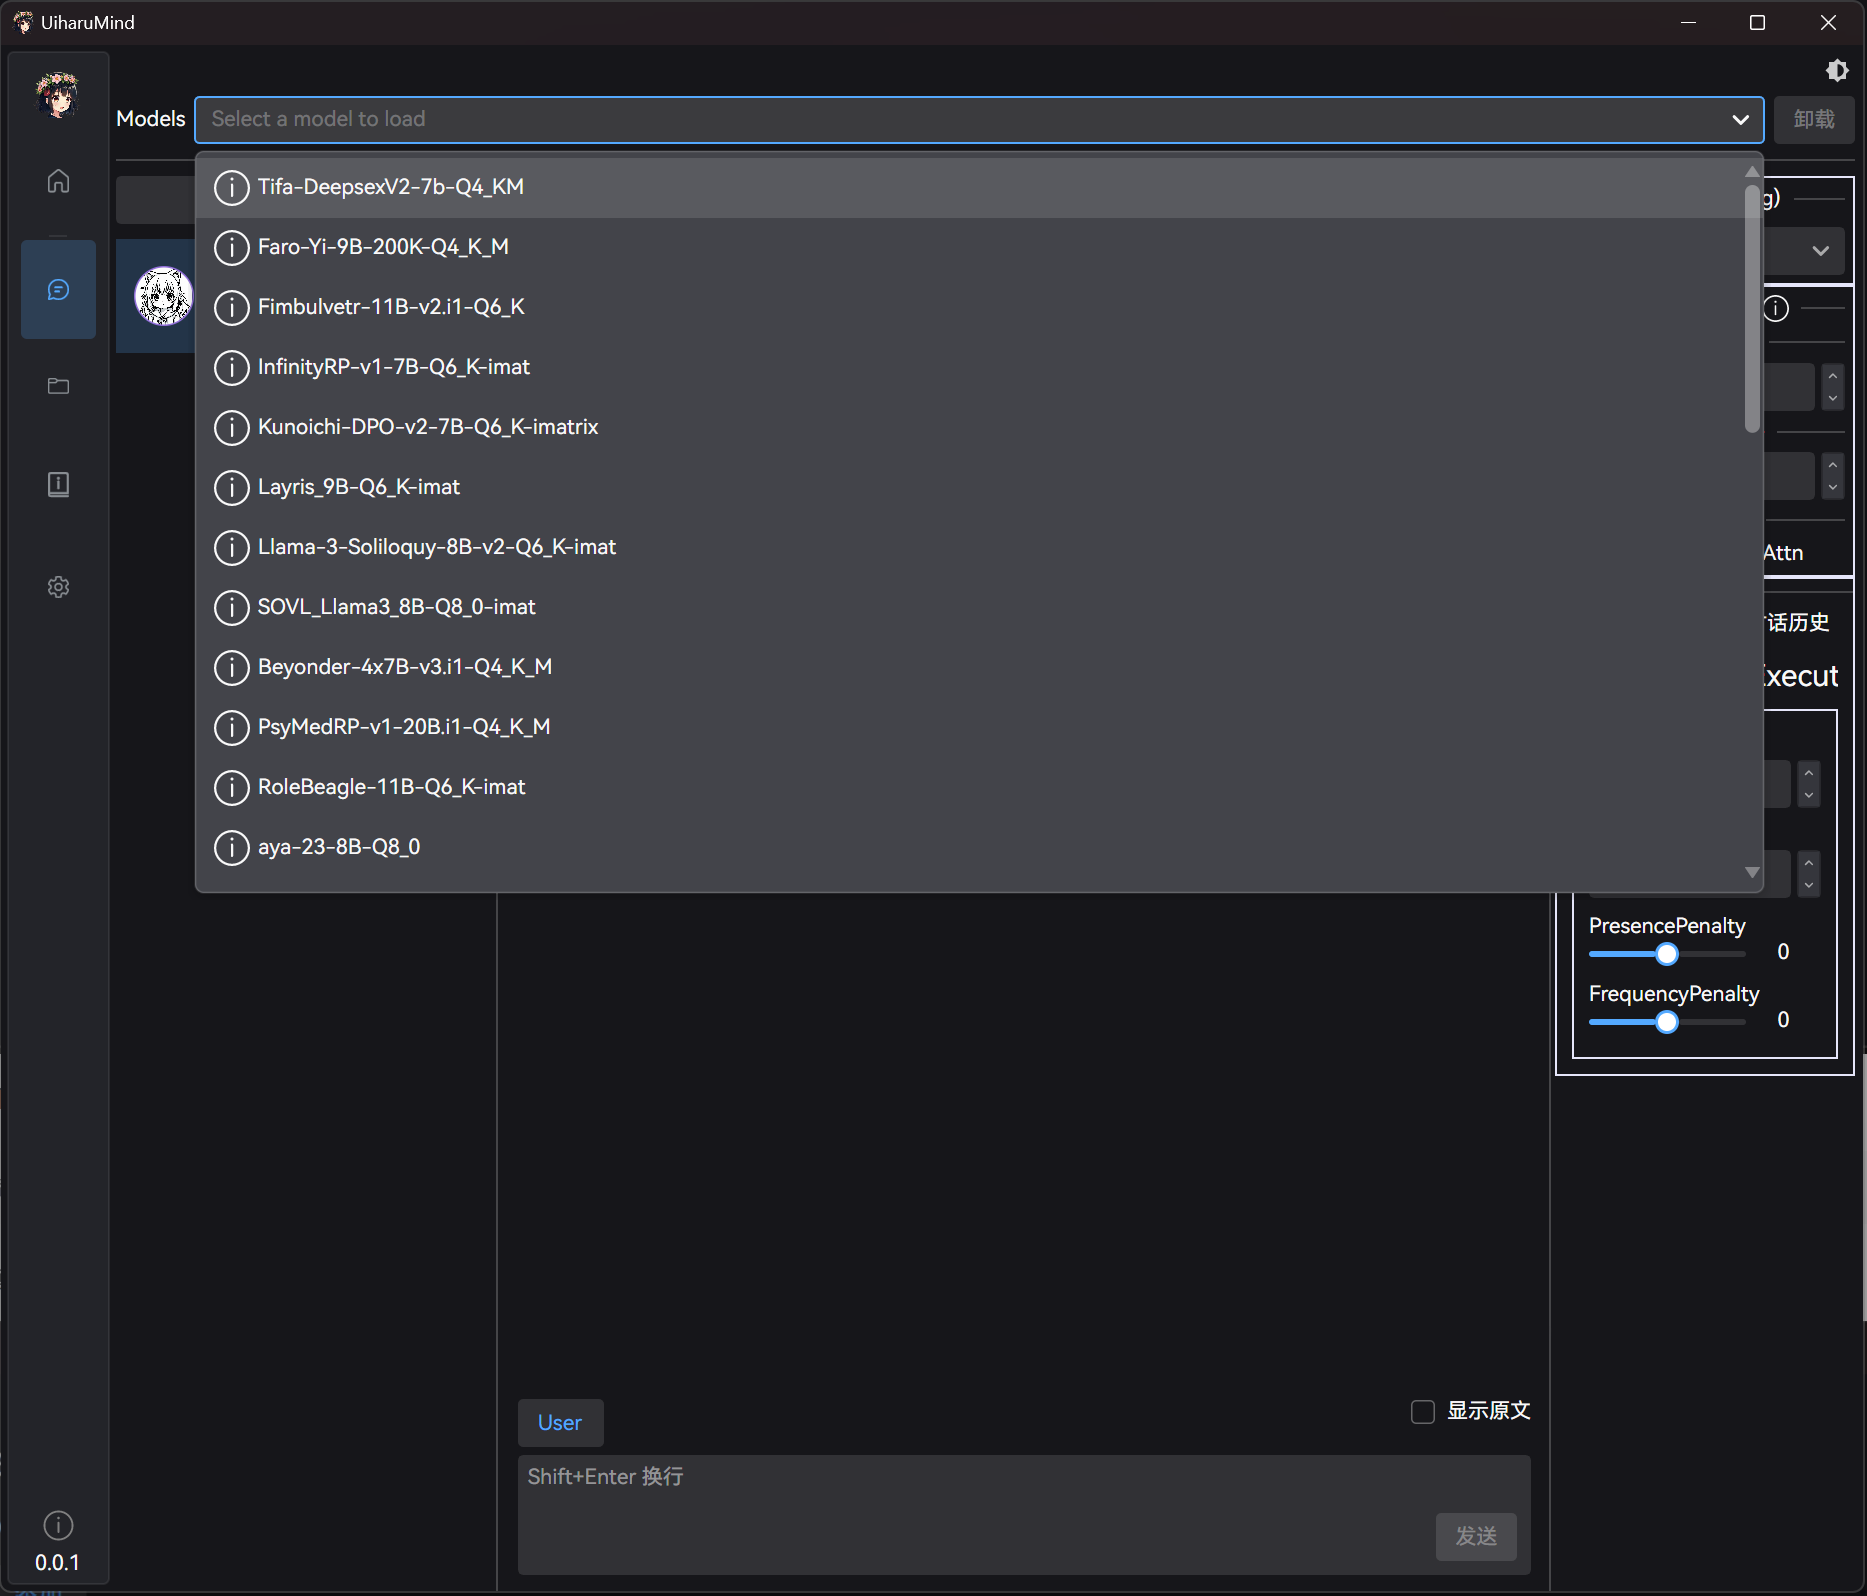 UiharuMind
Models
Select a model to load
卸载
Tifa-DeepsexV2-7b-Q4_KM
Faro-Yi-9B-200K-Q4_K_M
Fimbulvetr-11B-v2.i1-Q6_K
InfinityRP-v1-7B-Q6_K-imat
Kunoichi-DPO-v2-7B-Q6_K-imatrix
Layris_9B-Q6_K-imat
Llama-3-Soliloquy-8B-v2-Q6_K-imat
SOVL_Llama3_8B-Q8_0-imat
Beyonder-4x7B-v3.i1-Q4_K_M
PsyMedRP-v1-20B.i1-Q4_K_M
RoleBeagle-11B-Q6_K-imat
aya-23-8B-Q8_0
g)
Attn
话历史
xecut
PresencePenalty
0
FrequencyPenalty
0
User
显示原文
Shift+Enter 换行
发送
0.0.1